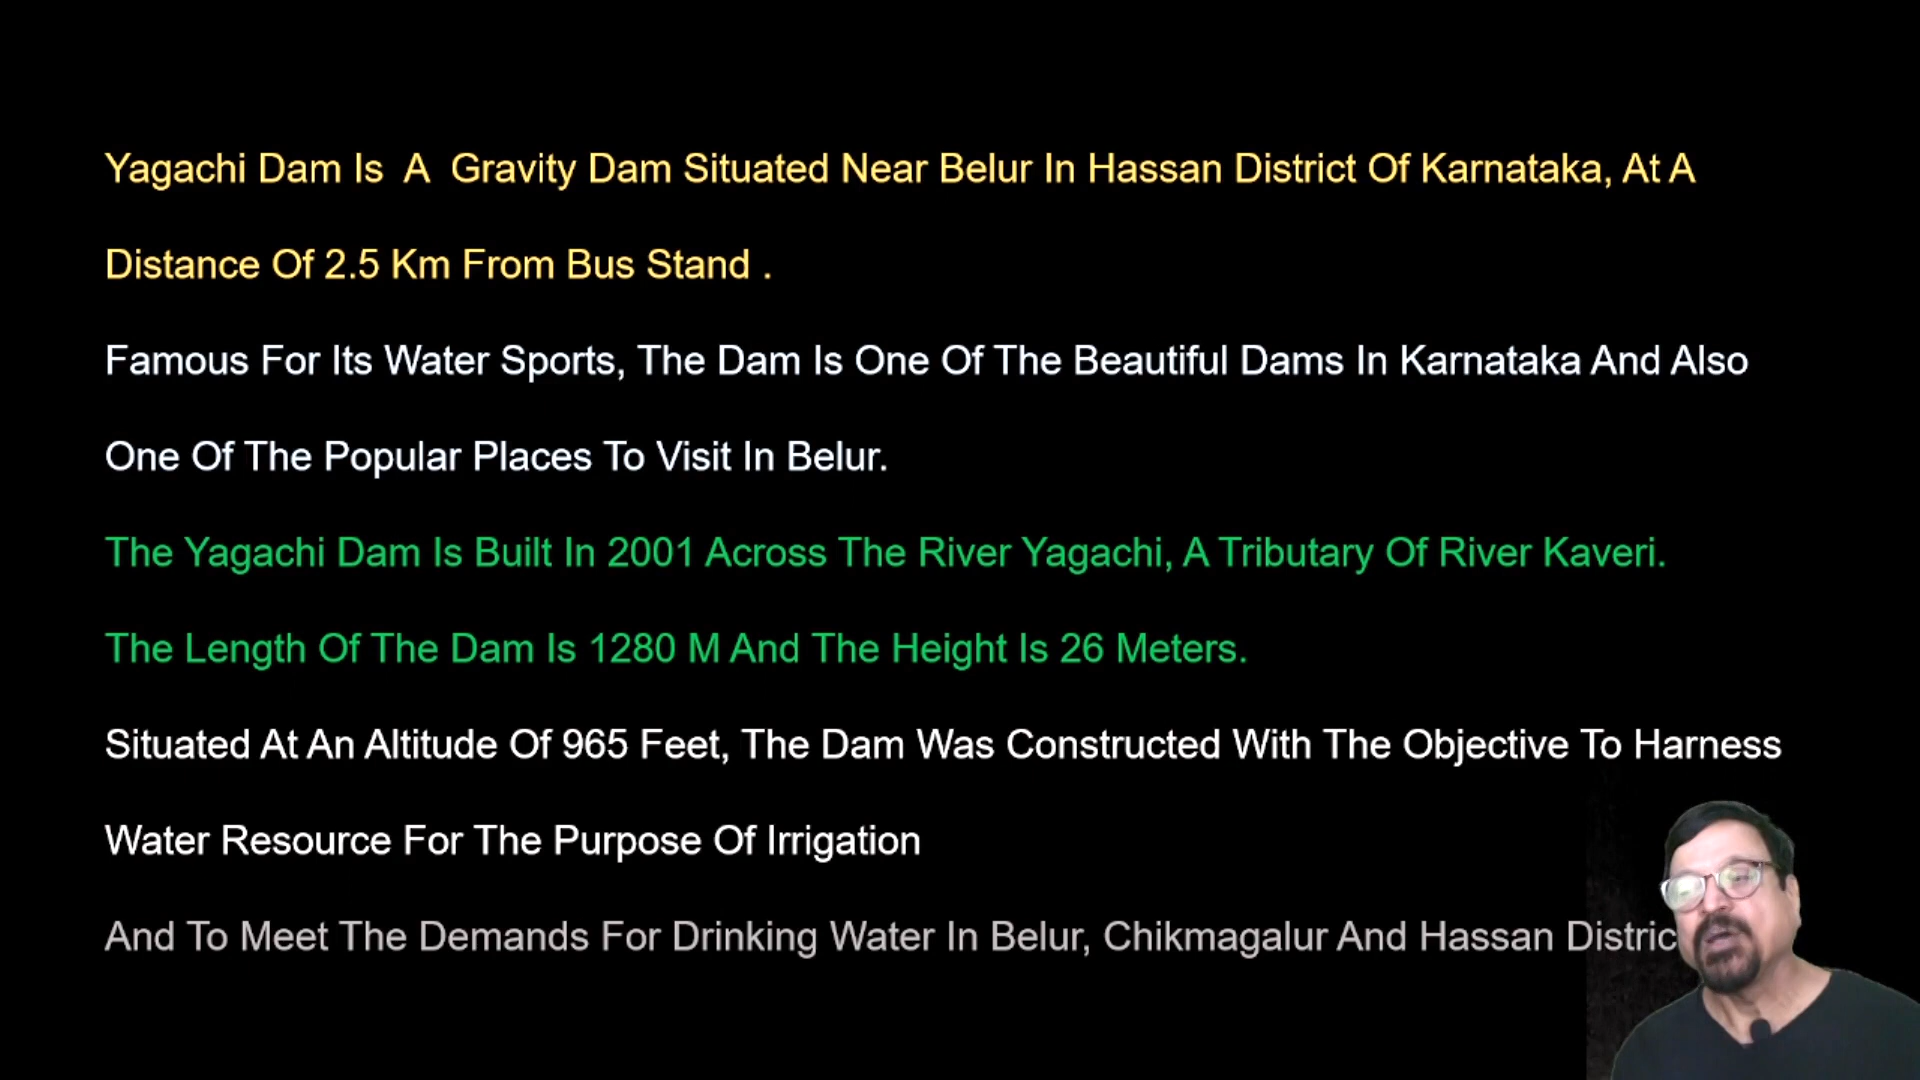 Yagachi Dam Is  A  Gravity Dam Situated Near Belur In Hassan District Of Karnataka, At A
Distance Of 2.5 Km From Bus Stand .
Famous For Its Water Sports, The Dam Is One Of The Beautiful Dams In Karnataka And Also
One Of The Popular Places To Visit In Belur.
The Yagachi Dam Is Built In 2001 Across The River Yagachi, A Tributary Of River Kaveri.
The Length Of The Dam Is 1280 M And The Height Is 26 Meters.
Situated At An Altitude Of 965 Feet, The Dam Was Constructed With The Objective To Harness
Water Resource For The Purpose Of Irrigation
And To Meet The Demands For Drinking Water In Belur, Chikmagalur And Hassan Distric